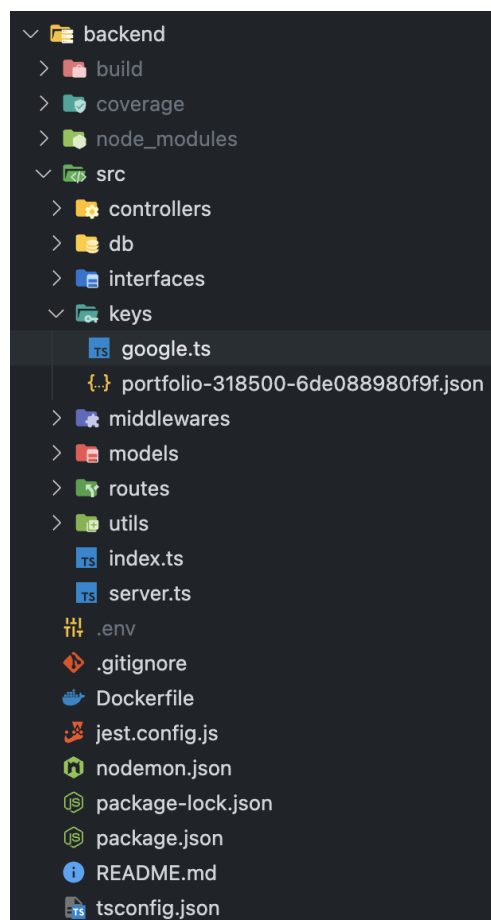 backend
build
coverage
node_modules
src
controllers
db
interfaces
keys
google.ts
portfolio-318500-6de088980f9f.json
middlewares
models
routes
utils
index.ts
server.ts
.env
.gitignore
Dockerfile
jest.config.js
nodemon.json
package-lock.json
package.json
README.md
tsconfig.json